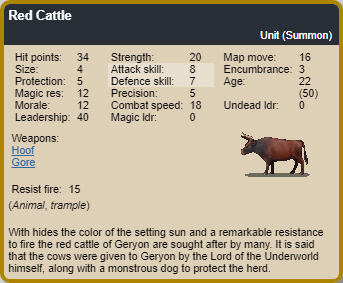 Red Cattle
Unit (Summon)
Hit points: 34 Strength: 20 Map move: 16
Size: 4 Attack skill: 8 Encumbrance: 3
Protection: 5 Defence skill: 7 Age: 22
Magic res: 12 Precision: 5 (50)
Morale: 12 Combat speed: 18 Undead ldr: 0
Leadership: 40 Magic ldr: 0
Weapons:
Hoof
Gore
Resist fire: 15
(Animal, trample)
With hides the color of the setting sun and a remarkable resistance
to fire the red cattle of Geryon are sought after by many. It is said
that the cows were given to Geryon by the Lord of the Underworld
himself, along with a monstrous dog to protect the herd.